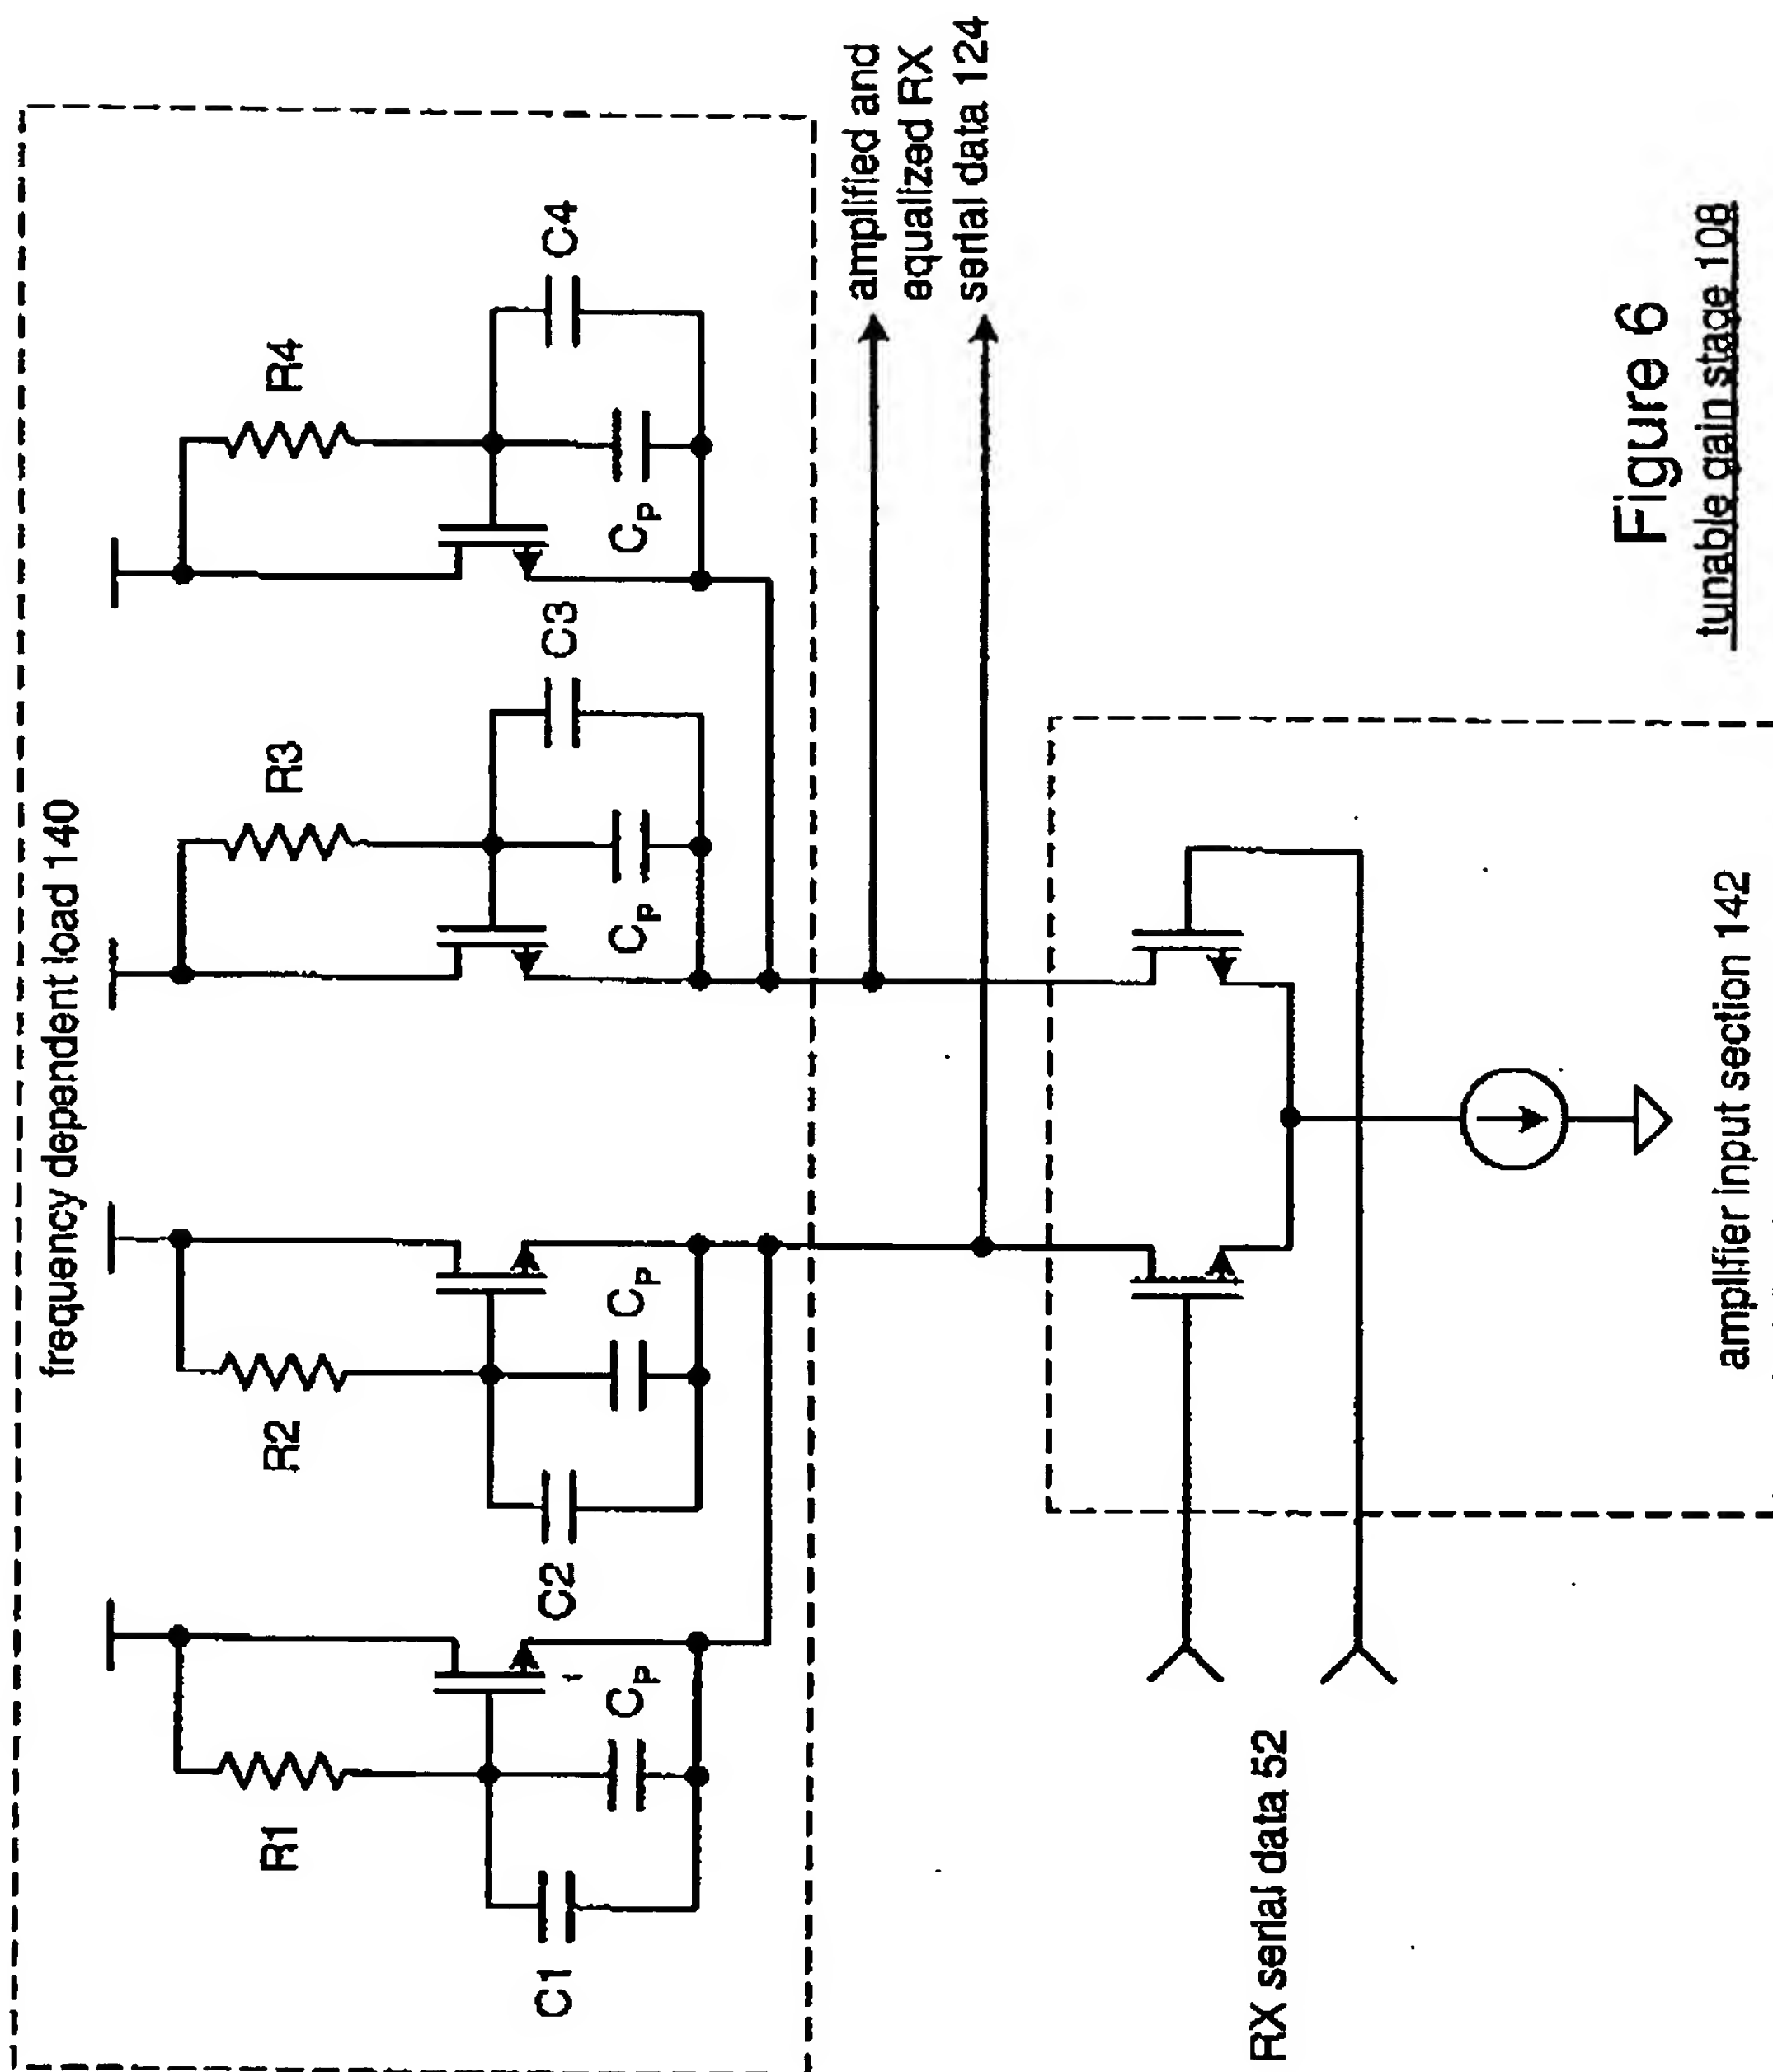 frequency dependent load 140
R1
R2
R3
R4
C1
CP
C2
CP
CP
C3
CP
C4
amplified and
equalized RX
serial data 124
RX serial data 52
amplifier input section 142
Figure 6
tunable gain stage 108